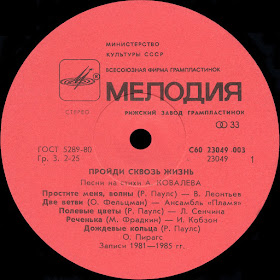 МИНИСТЕРСТВО
КУЛЬТУРЫ СССР
ВСЕСОЮЗНАЯ ФИРМА ГРАМПЛАСТИНОК
МЕЛОДИЯ
СТЕРЕО
РИЖСКИЙ ЗАВОД ГРАМПЛАСТИНОК
33
ГОСТ 5289-80
С60 23049 003
Гр. 3. 2-25
23049 1
ПРОЙДИ СКВОЗЬ ЖИЗНЬ
Песни на стихи А. КОВАЛЕВА
Простите меня, волны (Р. Паулс) — В. Леонтьев
Две ветки (О. Фельцман) — Ансамбль «Пламя»
Полевые цветы (Р. Паулс) — Л. Сенчина
Реченька (М. Фрадкин) — И. Кобзон
Дождевые кольца (Р. Паулс)
О. Пирагс
Записи 1981—1985 гг.